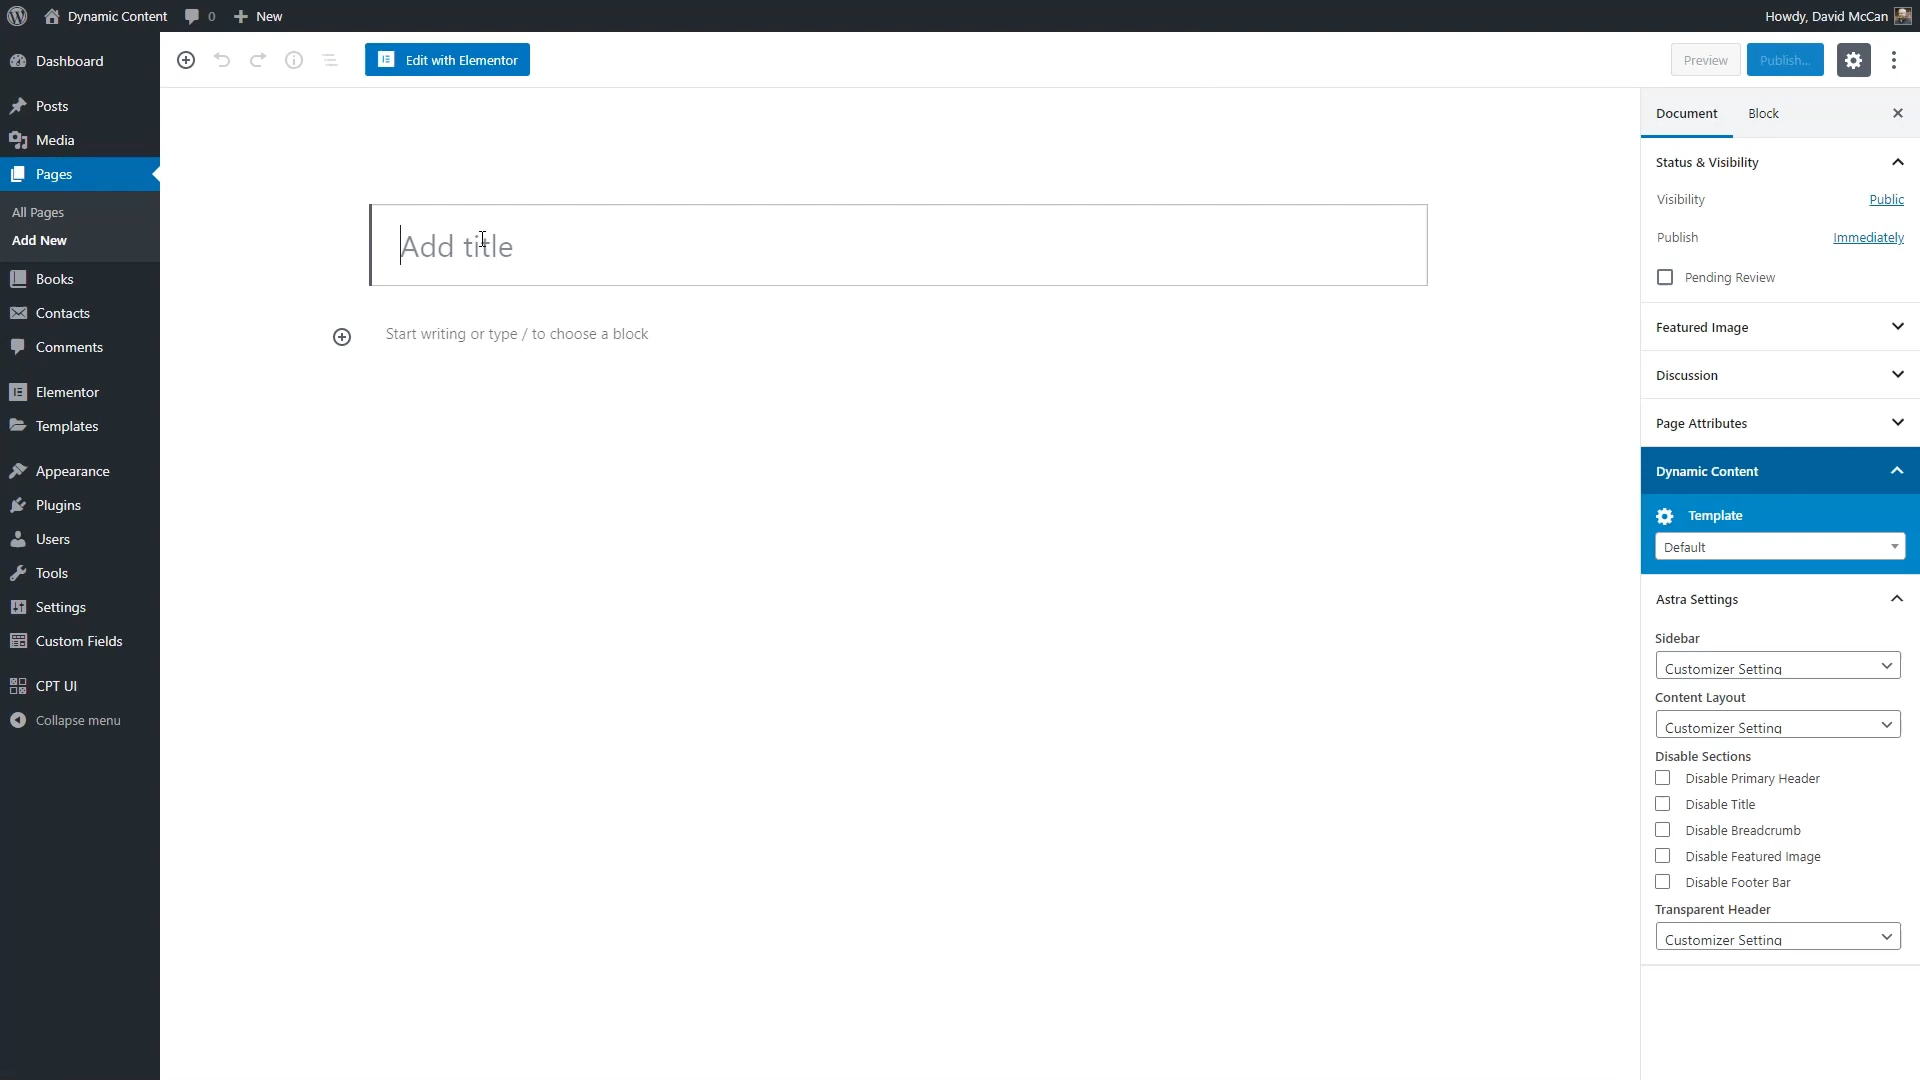 Dynamic Content
0
New
Howdy, David McCan
Dashboard
Posts
Media
Pages
All Pages
Add New
Books
Contacts
Comments
Elementor
Templates
Appearance
Plugins
Users
Tools
Settings
Custom Fields
CPT UI
Collapse menu
Edit with Elementor
Preview
Publish...
Add title
Start writing or type / to choose a block
Document
Block
Status & Visibility
Visibility
Public
Publish
Immediately
Pending Review
Featured Image
Discussion
Page Attributes
Dynamic Content
Template
Default
Astra Settings
Sidebar
Customizer Setting
Content Layout
Customizer Setting
Disable Sections
Disable Primary Header
Disable Title
Disable Breadcrumb
Disable Featured Image
Disable Footer Bar
Transparent Header
Customizer Setting